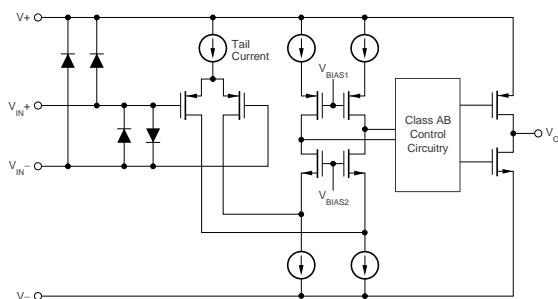 V+
Tail
Current
VBIAS1
VIN+
Class AB
Control
Circuitry
VO
VIN−
VBIAS2
V−